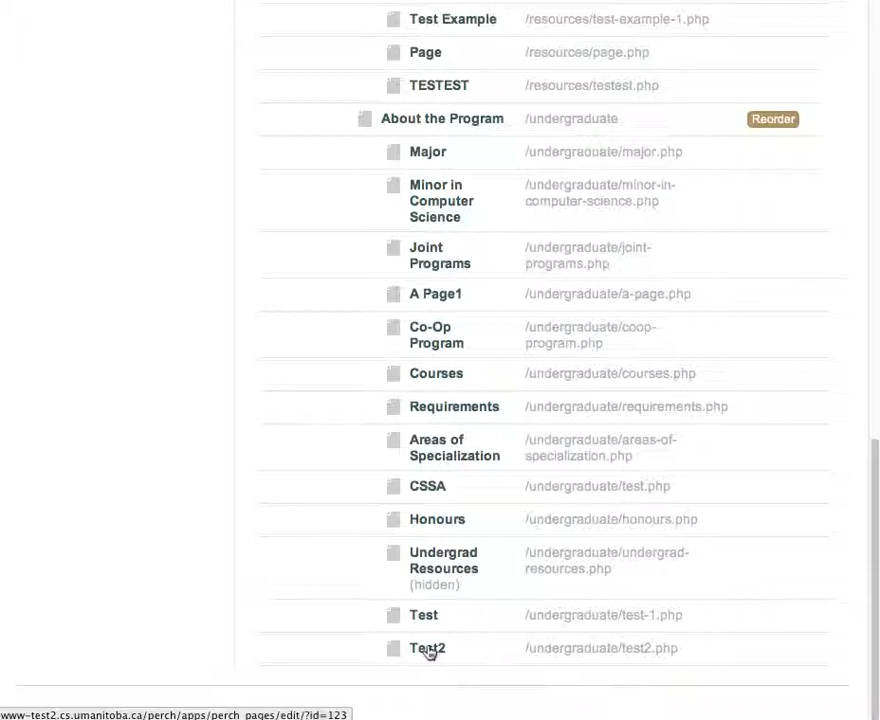 Test Example /resources/test-example-1.php
Page /resources/page.php
TESTEST /resources/testest.php
About the Program /undergraduate Reorder
Major /undergraduate/major.php
Minor in /undergraduate/minor-in-
Computer computer-science.php
Science
Joint /undergraduate/joint-
Programs programs.php
A Page1 /undergraduate/a-page.php
Co-Op /undergraduate/coop-
Program program.php
Courses /undergraduate/courses.php
Requirements /undergraduate/requirements.php
Areas of /undergraduate/areas-of-
Specialization specialization.php
CSSA /undergraduate/test.php
Honours /undergraduate/honours.php
Undergrad /undergraduate/undergrad-
Resources resources.php
(hidden)
Test /undergraduate/test-1.php
Test2 /undergraduate/test2.php
www-test2.cs.umanitoba.ca/perch/apps/perch_pages/edit/?id=123